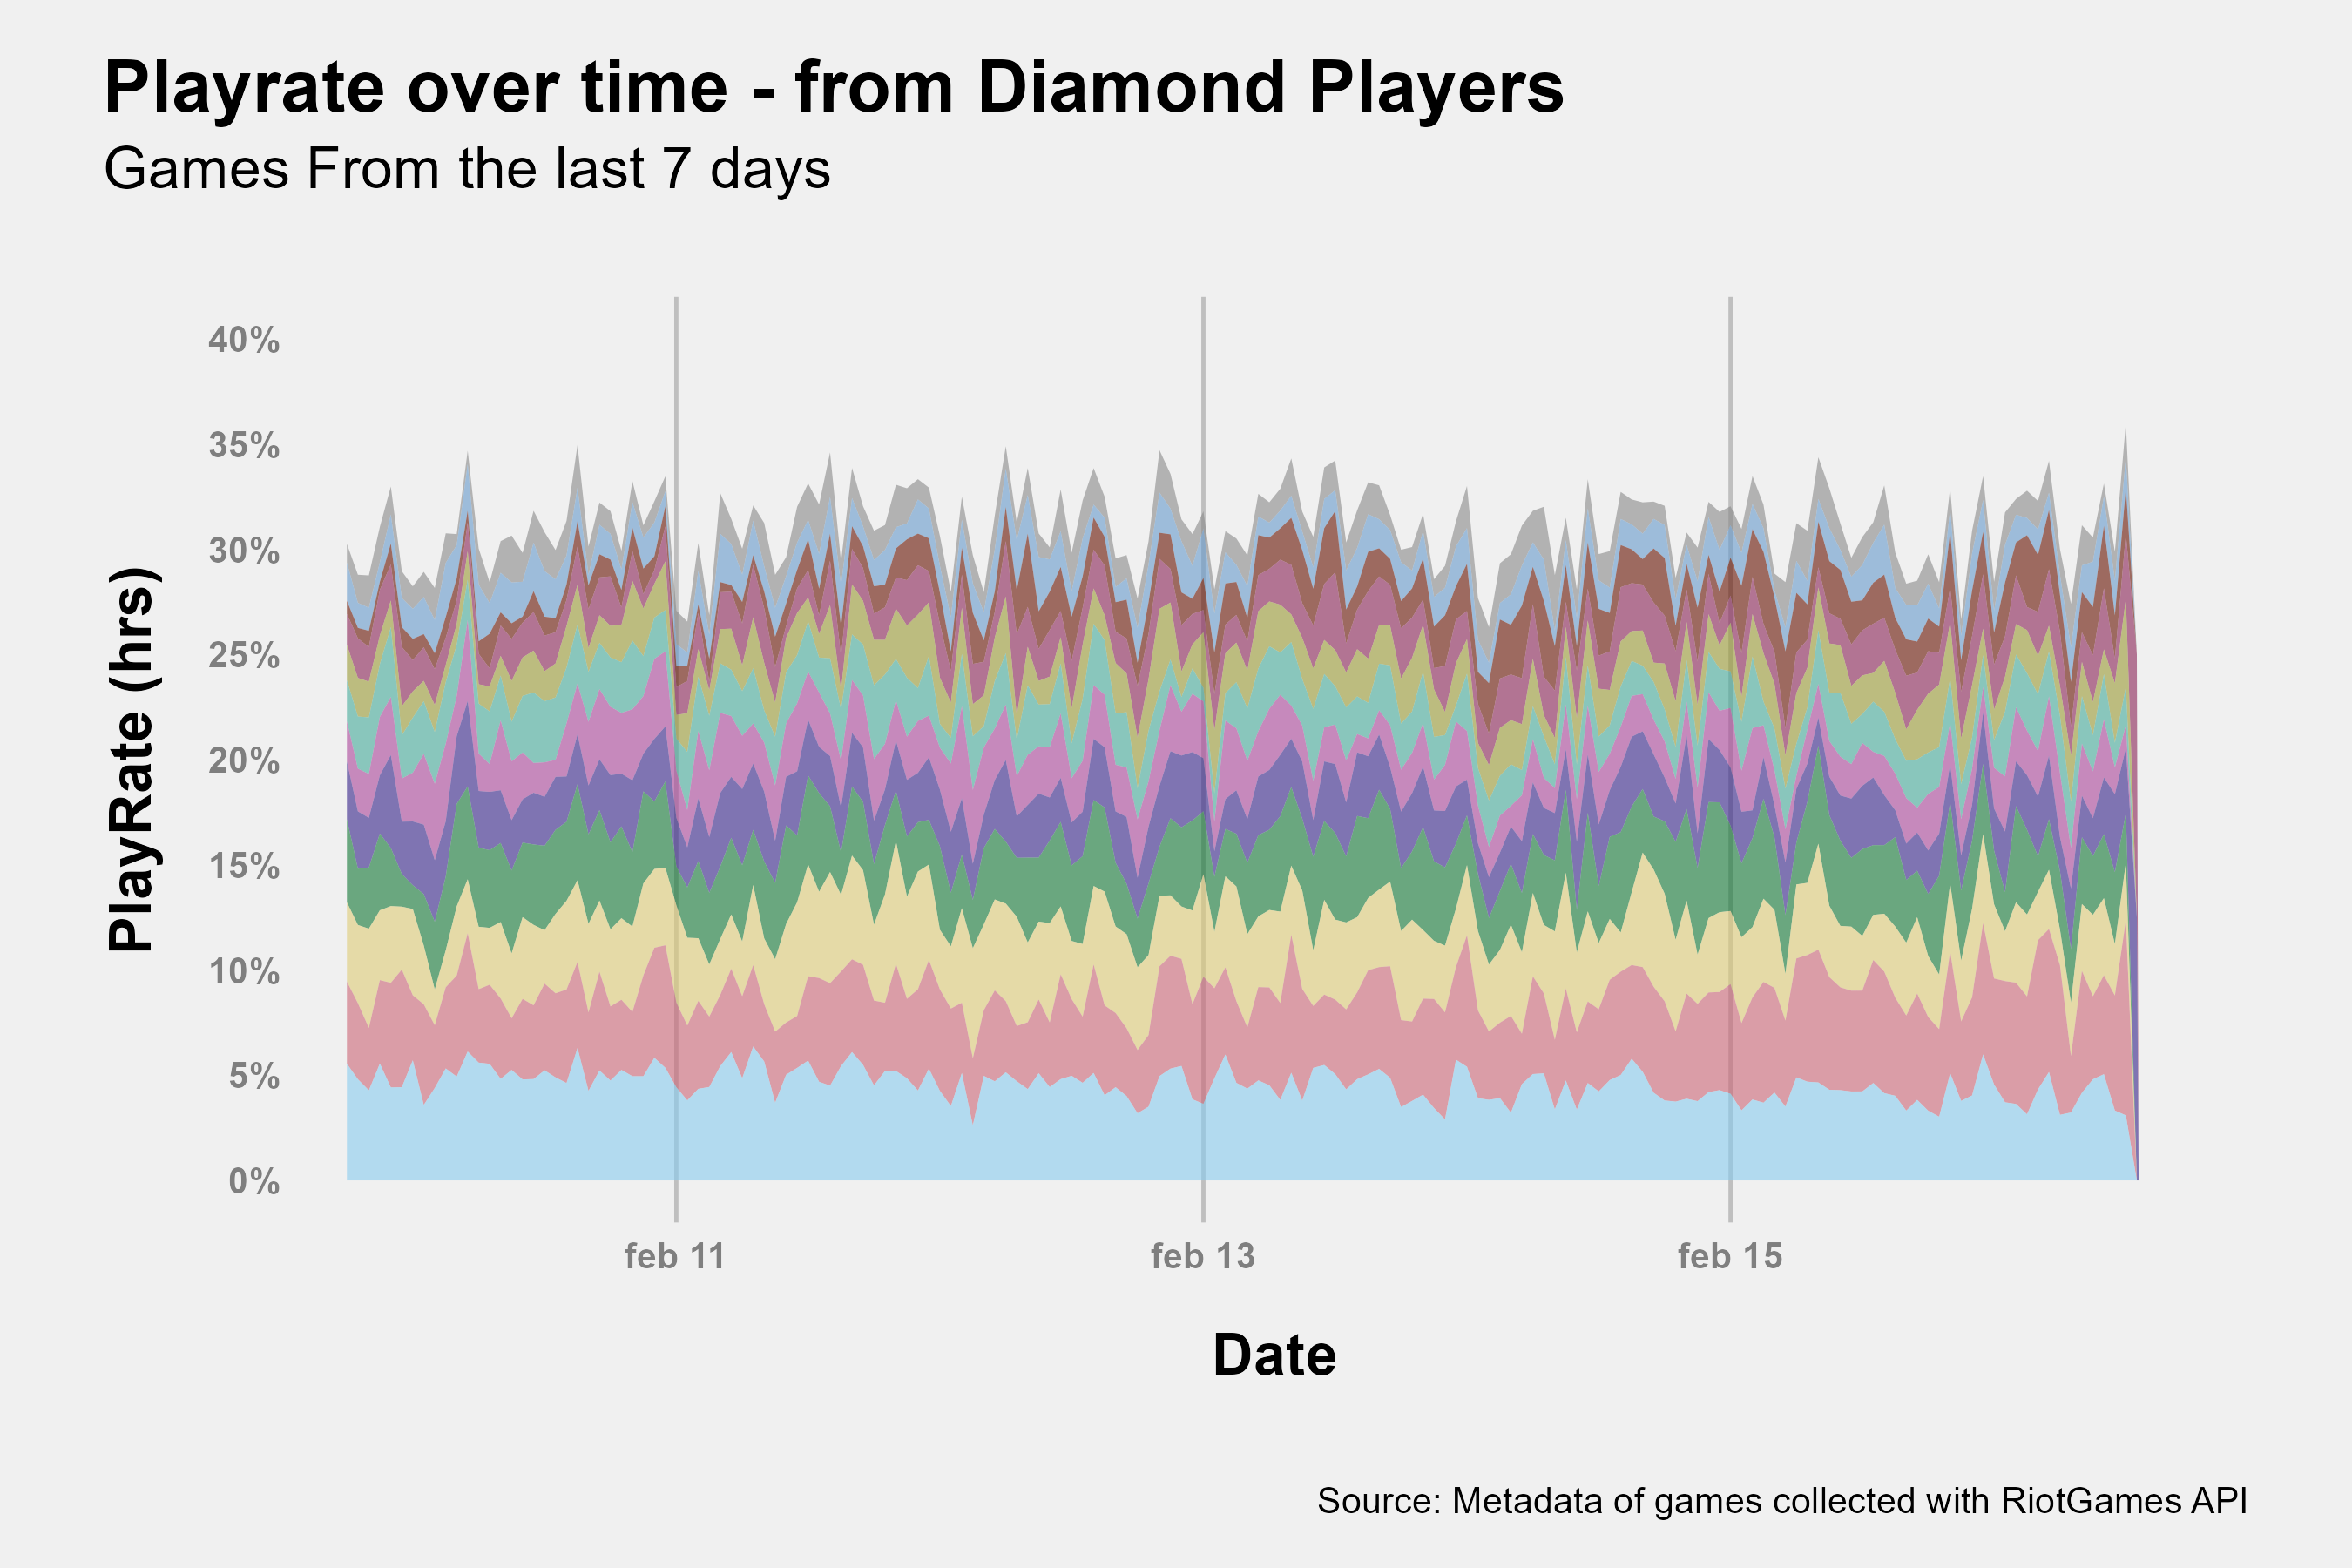 Playrate over time - from Diamond Players
Games From the last 7 days
40%
35%
30%
25%
20%
15%
10%
5%
0%
PlayRate (hrs)
feb 11
feb 13
feb 15
Date
Source: Metadata of games collected with RiotGames API